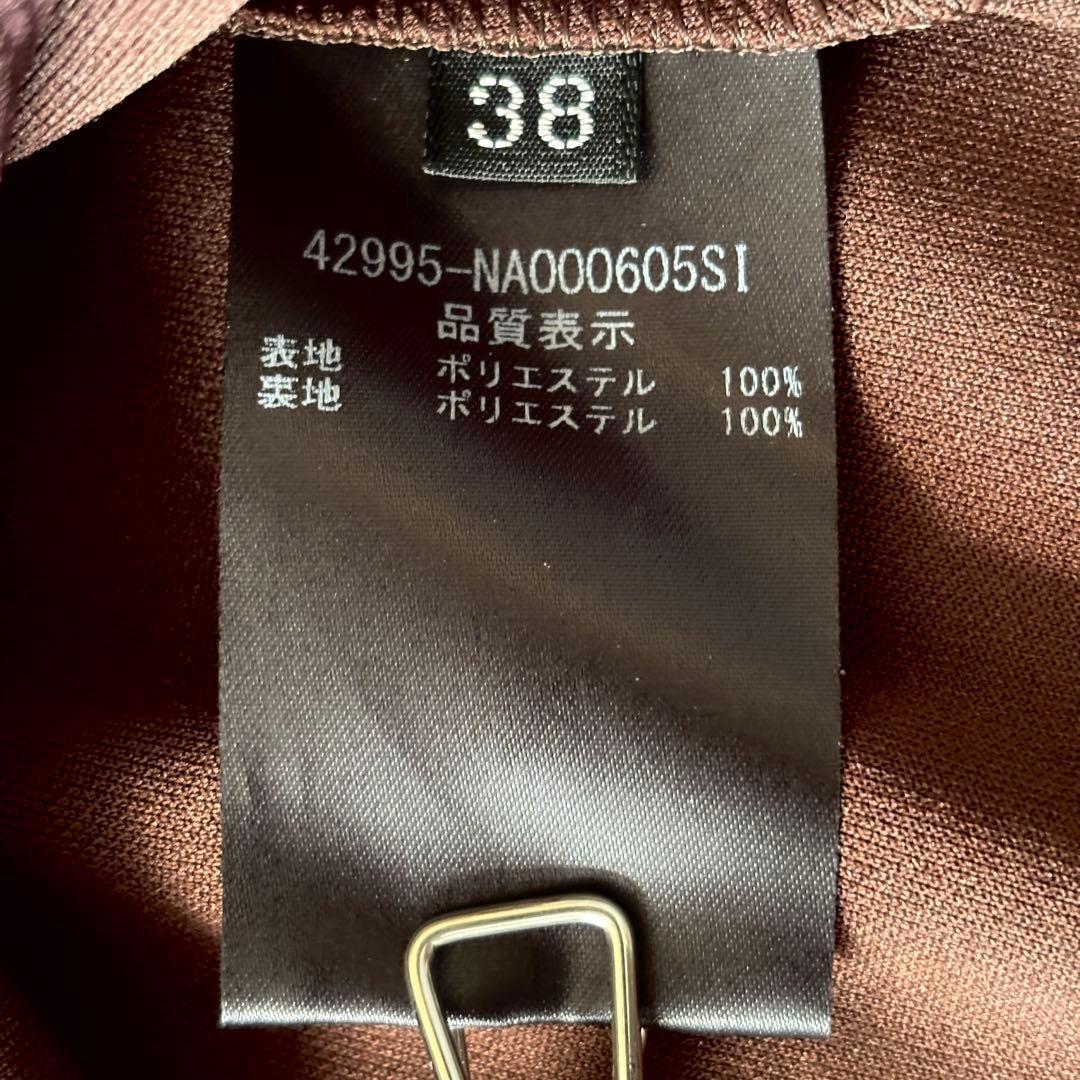 38
42995-NA000605SI
品質表示
表地 ポリエステル 100%
裏地 ポリエステル 100%